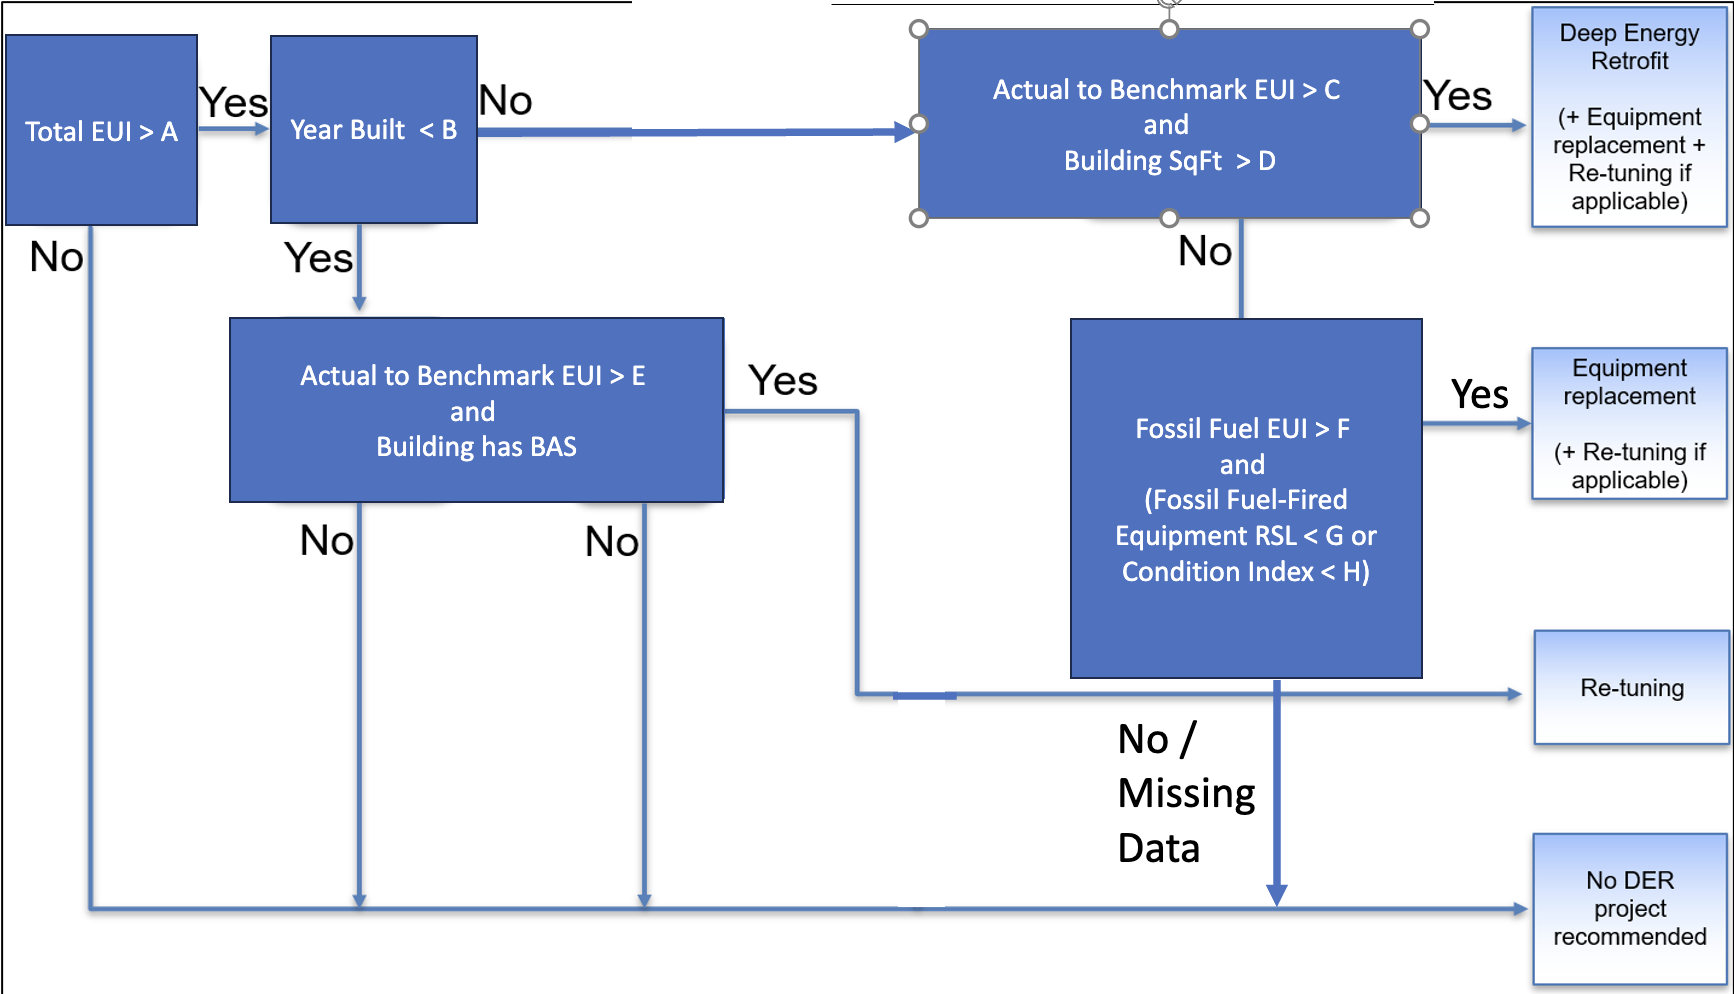 Total EUI > A
Yes
Year Built  < B
No
Actual to Benchmark EUI > C
and
Building SqFt  > D
Yes
Deep Energy
Retrofit
(+ Equipment
replacement +
Re-tuning if
applicable)
No
Yes
No
Actual to Benchmark EUI > E
and
Building has BAS
Yes
Fossil Fuel EUI > F
and
(Fossil Fuel-Fired
Equipment RSL < G or
Condition Index < H)
Yes
Equipment
replacement
(+ Re-tuning if
applicable)
No
No
Re-tuning
No /
Missing
Data
No DER
project
recommended